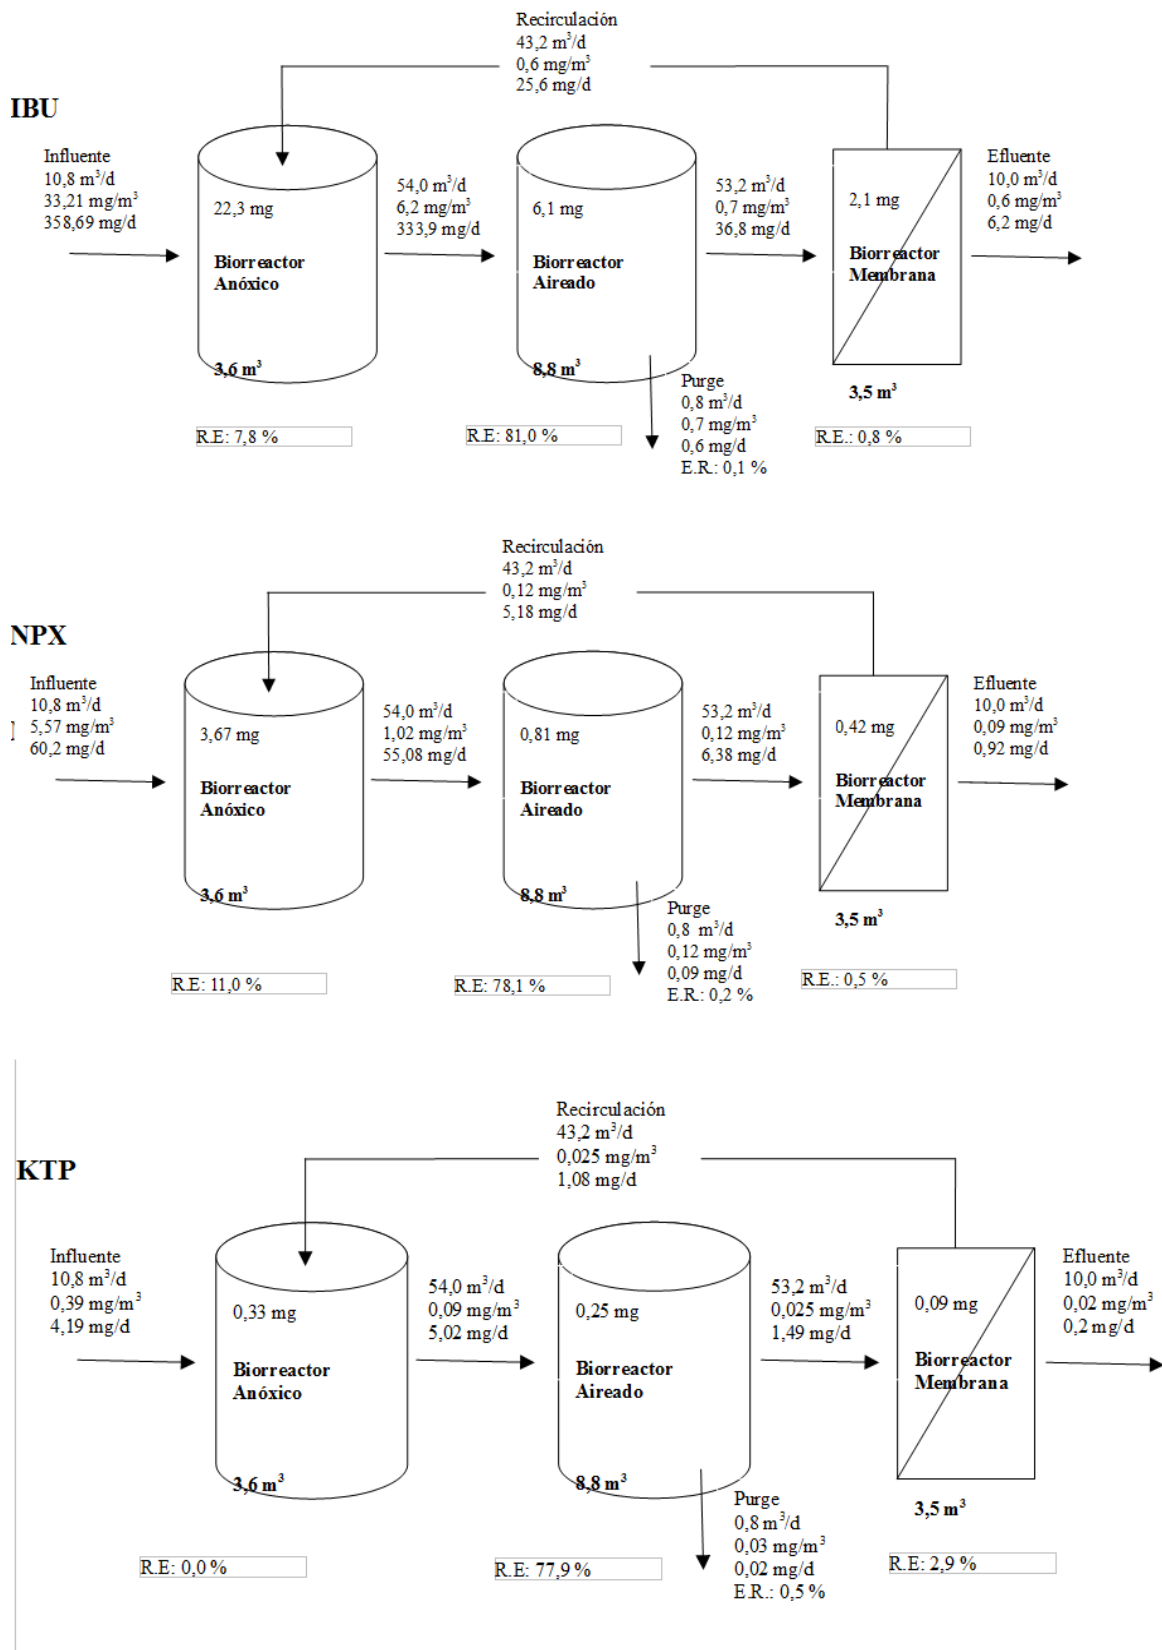 Recirculación
43,2 m³/d
0,6 mg/m³
25,6 mg/d
IBU
Influente
10,8 m³/d
33,21 mg/m³
358,69 mg/d
22,3 mg
Biorreactor
Anóxico
3,6 m³
54,0 m³/d
6,2 mg/m³
333,9 mg/d
6,1 mg
Biorreactor
Aireado
8,8 m³
53,2 m³/d
0,7 mg/m³
36,8 mg/d
2,1 mg
Biorreactor
Membrana
3,5 m³
Efluente
10,0 m³/d
0,6 mg/m³
6,2 mg/d
Purge
0,8 m³/d
0,7 mg/m³
0,6 mg/d
E.R.: 0,1 %
R.E: 7,8 %
R.E: 81,0 %
R.E.: 0,8 %
Recirculación
43,2 m³/d
0,12 mg/m³
5,18 mg/d
NPX
Influente
10,8 m³/d
5,57 mg/m³
60,2 mg/d
3,67 mg
Biorreactor
Anóxico
3,6 m³
54,0 m³/d
1,02 mg/m³
55,08 mg/d
0,81 mg
Biorreactor
Aireado
8,8 m³
53,2 m³/d
0,12 mg/m³
6,38 mg/d
0,42 mg
Biorreactor
Membrana
3,5 m³
Efluente
10,0 m³/d
0,09 mg/m³
0,92 mg/d
Purge
0,8 m³/d
0,12 mg/m³
0,09 mg/d
E.R.: 0,2 %
R.E: 11,0 %
R.E: 78,1 %
R.E.: 0,5 %
Recirculación
43,2 m³/d
0,025 mg/m³
1,08 mg/d
KTP
Influente
10,8 m³/d
0,39 mg/m³
4,19 mg/d
0,33 mg
Biorreactor
Anóxico
3,6 m³
54,0 m³/d
0,09 mg/m³
5,02 mg/d
0,25 mg
Biorreactor
Aireado
8,8 m³
53,2 m³/d
0,025 mg/m³
1,49 mg/d
0,09 mg
Biorreactor
Membrana
3,5 m³
Efluente
10,0 m³/d
0,02 mg/m³
0,2 mg/d
Purge
0,8 m³/d
0,03 mg/m³
0,02 mg/d
E.R.: 0,5 %
R.E: 0,0 %
R.E: 77,9 %
R.E: 2,9 %